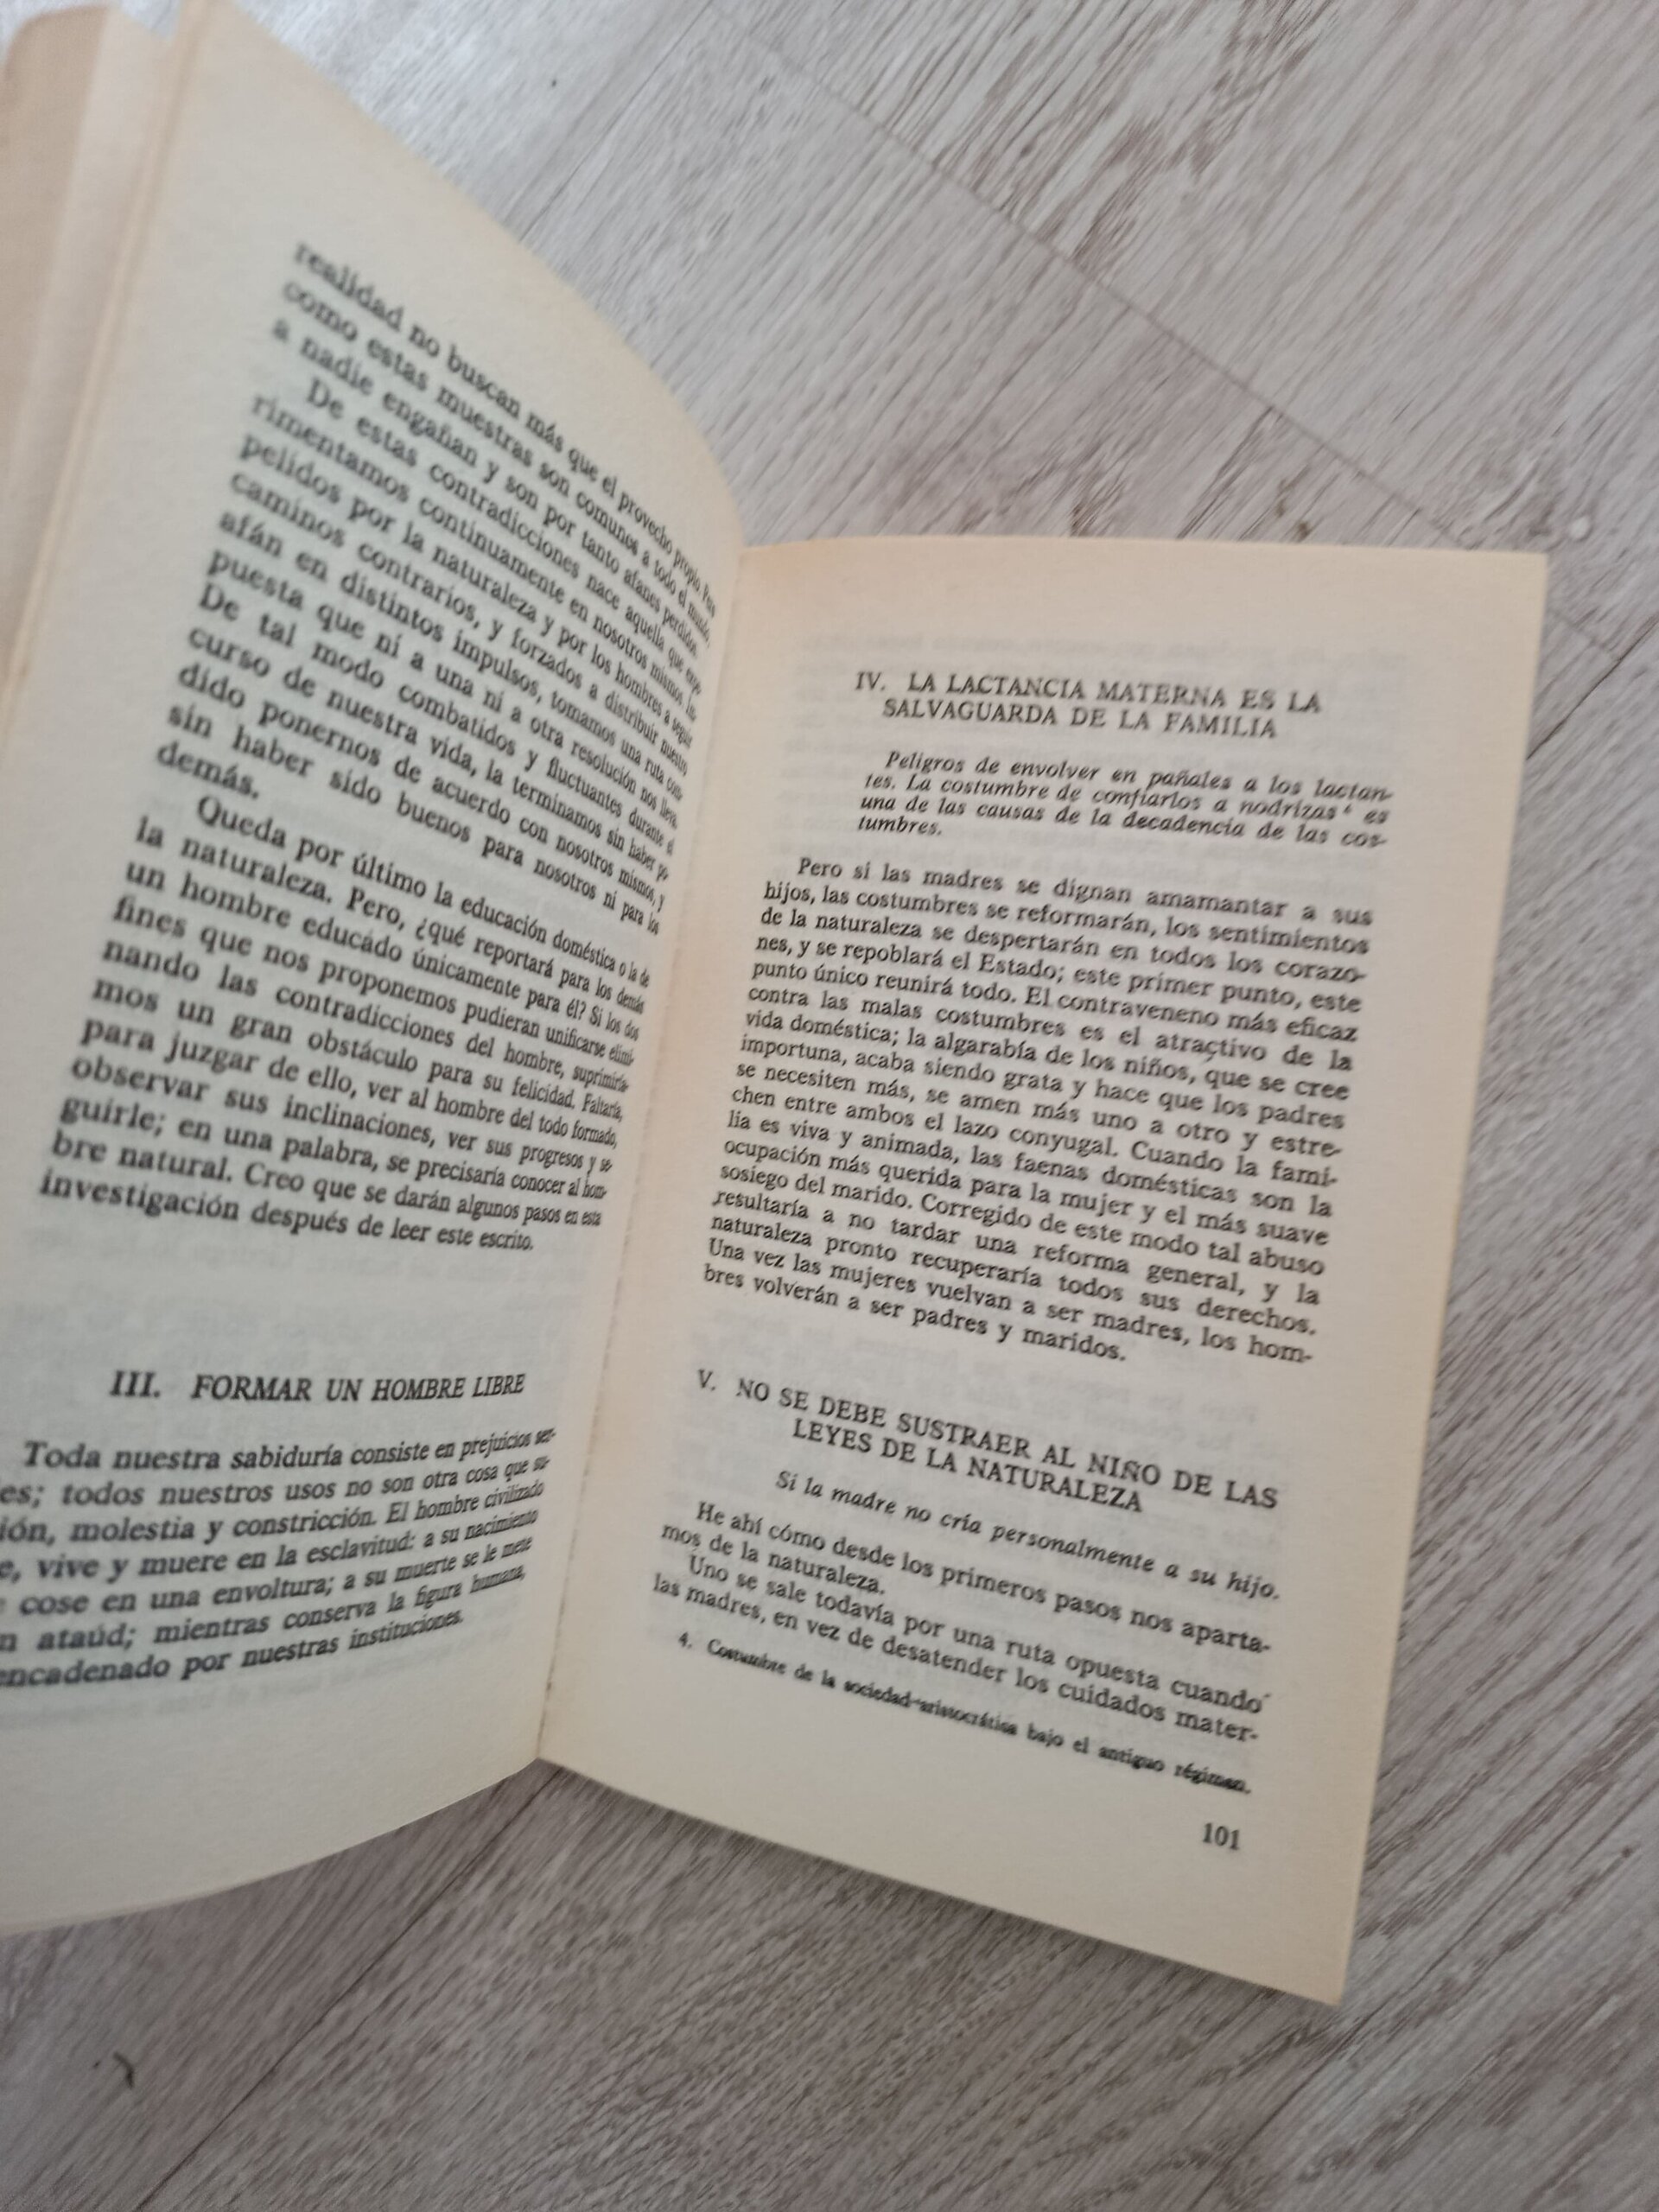 realidad no buscan más que el provecho propio. Pero
como estas muestras son comunes a todo el mundo,
a nadie engañan y son por tanto afanes perdidos.
De estas contradicciones nace aquella que expe-
rimentamos continuamente en nosotros mismos. Im-
pelidos por la naturaleza y por los hombres a seguir
caminos contrarios, y forzados a distribuir nuestro
afán en distintos impulsos, tomamos una ruta com-
puesta que ni a una ni a otra resolución nos lleva.
De tal modo combatidos y fluctuantes durante el
curso de nuestra vida, la terminamos sin haber po-
dido ponernos de acuerdo con nosotros mismos, y
sin haber sido buenos para nosotros ni para los
demás.
Queda por último la educación doméstica o la de
la naturaleza. Pero, ¿qué reportará para los demás
un hombre educado únicamente para él? Si los dos
fines que nos proponemos pudieran unificarse elimi-
nando las contradicciones del hombre, suprimiría-
mos un gran obstáculo para su felicidad. Faltaría,
para juzgar de ello, ver al hombre del todo formado,
observar sus inclinaciones, ver sus progresos y se-
guirle; en una palabra, se precisaría conocer al hom-
bre natural. Creo que se darán algunos pasos en esta
investigación después de leer este escrito.
III. FORMAR UN HOMBRE LIBRE
Toda nuestra sabiduría consiste en prejuicios ser-
es; todos nuestros usos no son otra cosa que su-
ión, molestia y constricción. El hombre civilizado
e, vive y muere en la esclavitud: a su nacimiento
cose en una envoltura; a su muerte se le mete
n ataúd; mientras conserva la figura humana,
encadenado por nuestras instituciones.
IV. LA LACTANCIA MATERNA ES LA
SALVAGUARDA DE LA FAMILIA
Peligros de envolver en pañales a los lactan-
tes. La costumbre de confiarlos a nodrizas⁴ es
una de las causas de la decadencia de las cos-
tumbres.
Pero si las madres se dignan amamantar a sus
hijos, las costumbres se reformarán, los sentimientos
de la naturaleza se despertarán en todos los corazo-
nes, y se repoblará el Estado; este primer punto, este
punto único reunirá todo. El contraveneno más eficaz
contra las malas costumbres es el atractivo de la
vida doméstica; la algarabía de los niños, que se cree
importuna, acaba siendo grata y hace que los padres
se necesiten más, se amen más uno a otro y estre-
chen entre ambos el lazo conyugal. Cuando la fami-
lia es viva y animada, las faenas domésticas son la
ocupación más querida para la mujer y el más suave
sosiego del marido. Corregido de este modo tal abuso
resultaría a no tardar una reforma general, y la
naturaleza pronto recuperaría todos sus derechos.
Una vez las mujeres vuelvan a ser madres, los hom-
bres volverán a ser padres y maridos.
V. NO SE DEBE SUSTRAER AL NIÑO DE LAS
LEYES DE LA NATURALEZA
Si la madre no cría personalmente a su hijo.
He ahí cómo desde los primeros pasos nos aparta-
mos de la naturaleza.
Uno se sale todavía por una ruta opuesta cuando
las madres, en vez de desatender los cuidados mater-
4. Costumbre de la sociedad aristocrática bajo el antiguo régimen.
101